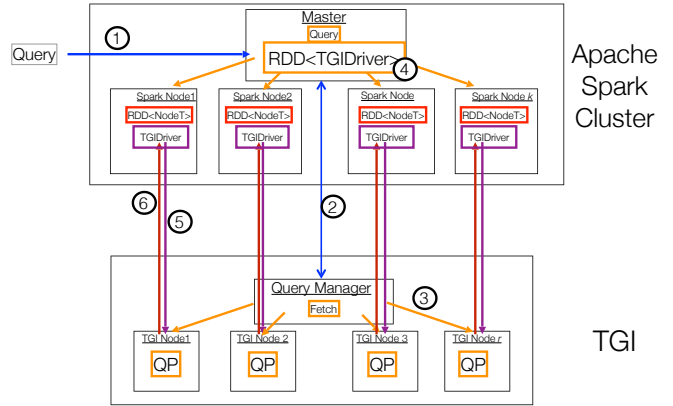 Master
Query
1
Query
RDD<TGIDriver>
4
Apache
Spark
Cluster
Spark Node1
Spark Node2
Spark Node
Spark Node k
RDD<NodeT>
RDD<NodeT>
RDD<NodeT>
RDD<NodeT>
TGIDriver
TGIDriver
TGIDriver
TGIDriver
6
5
2
Query Manager
3
Fetch
TGI Node1
TGI Node 2
TGI Node 3
TGI Node r
TGI
QP
QP
QP
QP